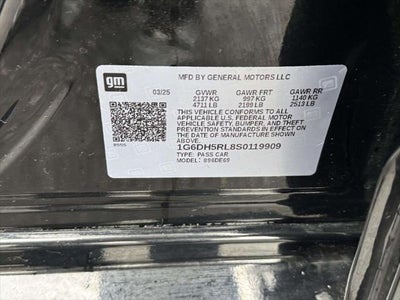 gm
MFD BY GENERAL MOTORS LLC
03/25 GVWR GAWR FRT GAWR RR
2137 KG 997 KG 1140 KG
4711 LB 2199 LB 2513 LB
THIS VEHICLE CONFORMS TO ALL
APPLICABLE U.S. FEDERAL MOTOR
VEHICLE SAFETY, BUMPER, AND THEFT
PREVENTION STANDARDS IN EFFECT ON THE
DATE OF MANUFACTURE SHOWN
ABOVE.
1G6DH5RL8S0119909
TYPE: PASS CAR
MODEL: 6DE69